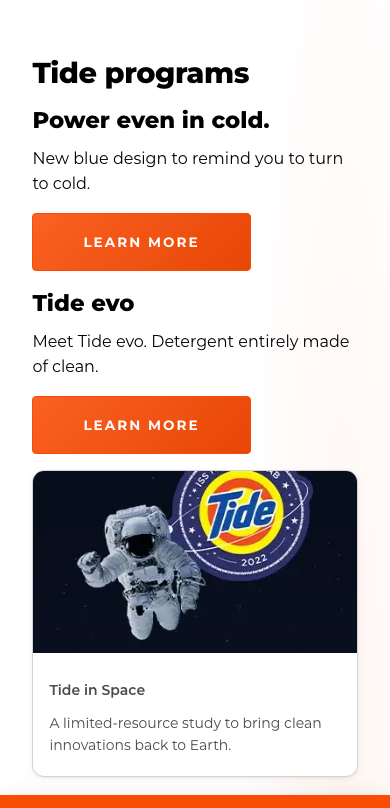 Tide programs
Power even in cold.
New blue design to remind you to turn
to cold.
LEARN MORE
Tide evo
Meet Tide evo. Detergent entirely made
of clean.
LEARN MORE
ISS
LAB
Tide
2022
Tide in Space
A limited-resource study to bring clean
innovations back to Earth.